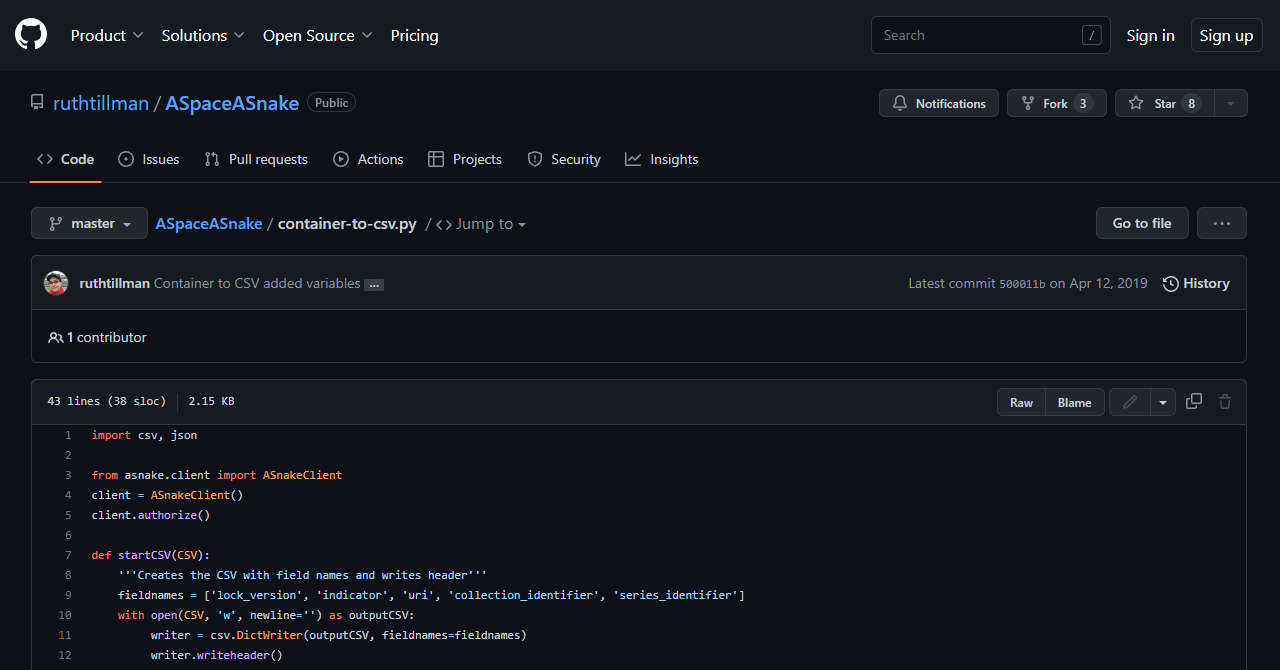 Product Solutions Open Source Pricing Search / Sign in Sign up
ruthtillman / ASpaceASnake Public Notifications Fork 3 Star 8
Code Issues Pull requests Actions Projects Security Insights
master ASpaceASnake / container-to-csv.py / Jump to Go to file ...
ruthtillman Container to CSV added variables ... Latest commit 500011b on Apr 12, 2019 History
1 contributor
43 lines (38 sloc) 2.15 KB Raw Blame
1 import csv, json
2
3 from asnake.client import ASnakeClient
4 client = ASnakeClient()
5 client.authorize()
6
7 def startCSV(CSV):
8 '''Creates the CSV with field names and writes header'''
9 fieldnames = ['lock_version', 'indicator', 'uri', 'collection_identifier', 'series_identifier']
10 with open(CSV, 'w', newline='') as outputCSV:
11 writer = csv.DictWriter(outputCSV, fieldnames=fieldnames)
12 writer.writeheader()